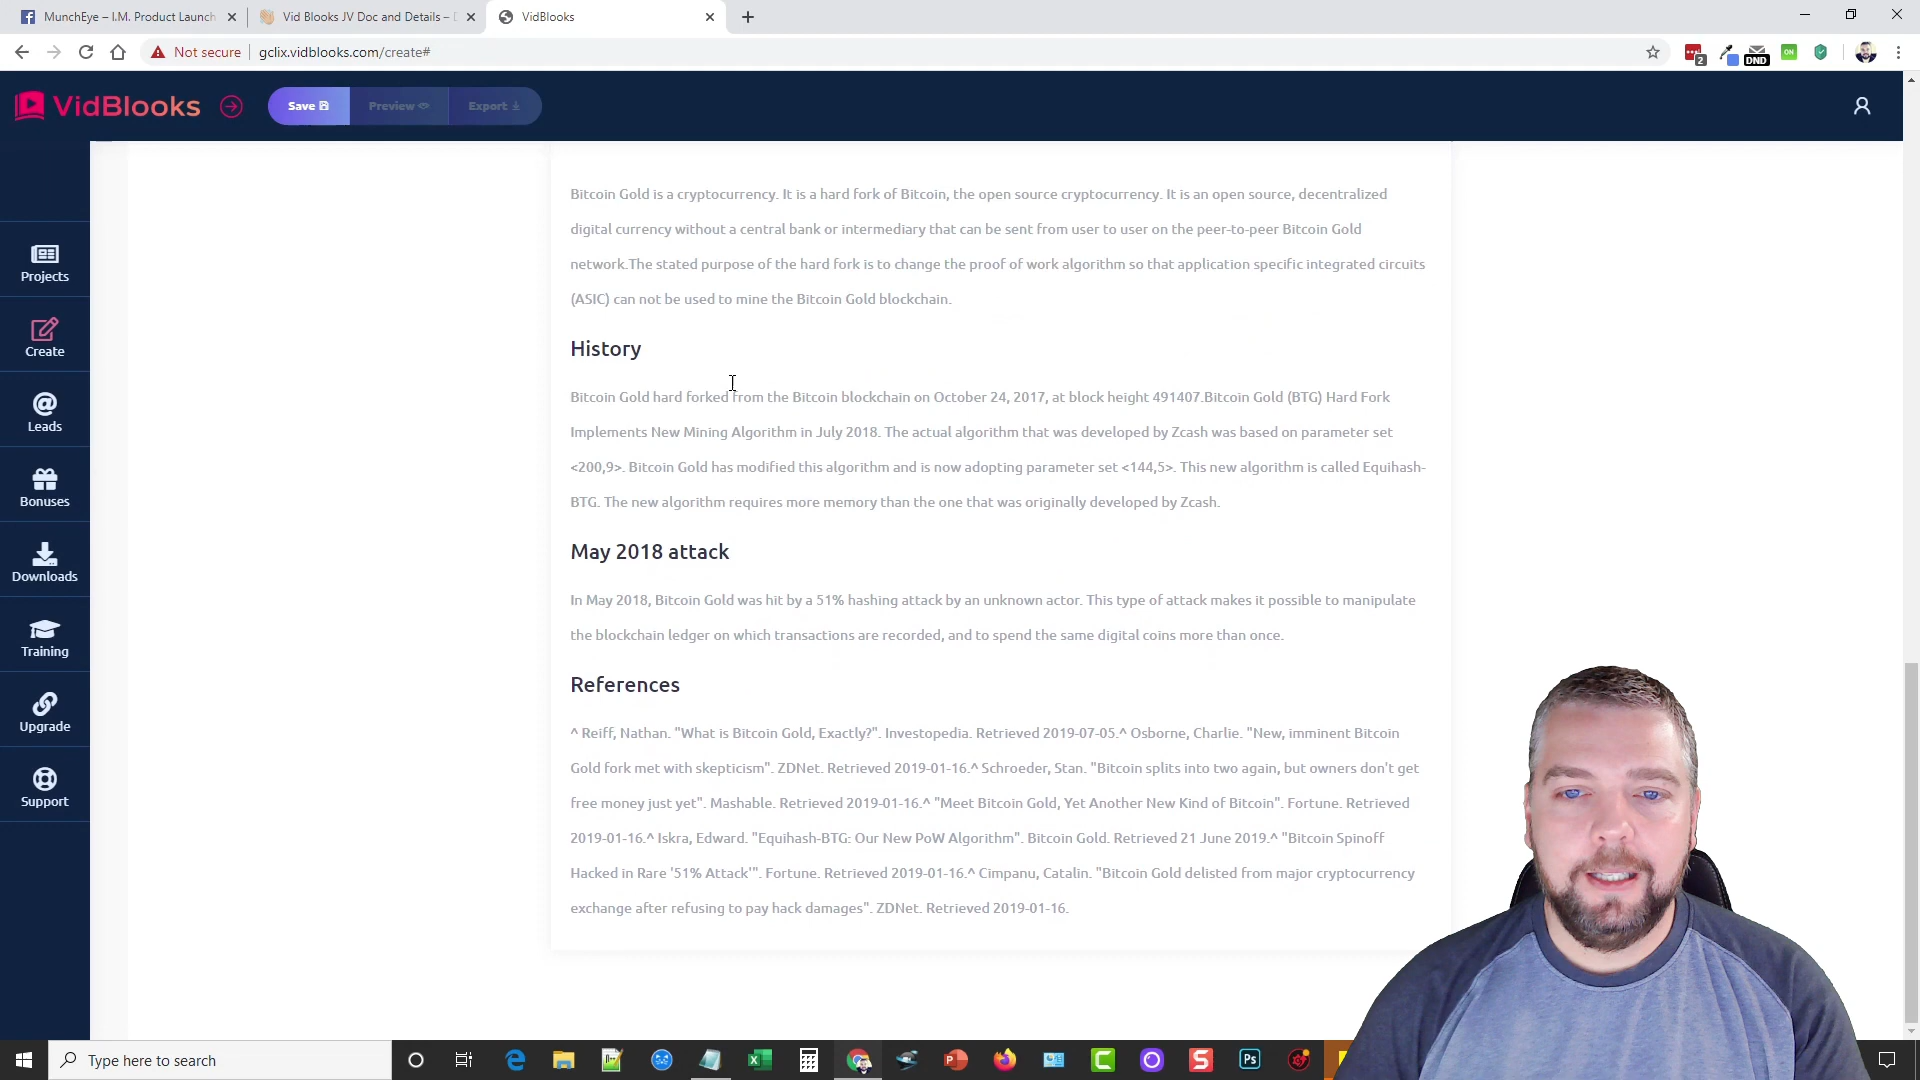 MunchEye – I.M. Product Launch
Vid Blooks JV Doc and Details –
VidBlooks
Not secure
gclix.vidblooks.com/create#
2
DND
ON
VidBlooks
Save
Preview
Export
Projects
Create
Leads
Bonuses
Downloads
Training
Upgrade
Support
Bitcoin Gold is a cryptocurrency. It is a hard fork of Bitcoin, the open source cryptocurrency. It is an open source, decentralized
digital currency without a central bank or intermediary that can be sent from user to user on the peer-to-peer Bitcoin Gold
network.The stated purpose of the hard fork is to change the proof of work algorithm so that application specific integrated circuits
(ASIC) can not be used to mine the Bitcoin Gold blockchain.
History
Bitcoin Gold hard forked from the Bitcoin blockchain on October 24, 2017, at block height 491407.Bitcoin Gold (BTG) Hard Fork
Implements New Mining Algorithm in July 2018. The actual algorithm that was developed by Zcash was based on parameter set
<200,9>. Bitcoin Gold has modified this algorithm and is now adopting parameter set <144,5>. This new algorithm is called Equihash-
BTG. The new algorithm requires more memory than the one that was originally developed by Zcash.
May 2018 attack
In May 2018, Bitcoin Gold was hit by a 51% hashing attack by an unknown actor. This type of attack makes it possible to manipulate
the blockchain ledger on which transactions are recorded, and to spend the same digital coins more than once.
References
^ Reiff, Nathan. "What is Bitcoin Gold, Exactly?". Investopedia. Retrieved 2019-07-05.^ Osborne, Charlie. "New, imminent Bitcoin
Gold fork met with skepticism". ZDNet. Retrieved 2019-01-16.^ Schroeder, Stan. "Bitcoin splits into two again, but owners don't get
free money just yet". Mashable. Retrieved 2019-01-16.^ "Meet Bitcoin Gold, Yet Another New Kind of Bitcoin". Fortune. Retrieved
2019-01-16.^ Iskra, Edward. "Equihash-BTG: Our New PoW Algorithm". Bitcoin Gold. Retrieved 21 June 2019.^ "Bitcoin Spinoff
Hacked in Rare '51% Attack'". Fortune. Retrieved 2019-01-16.^ Cimpanu, Catalin. "Bitcoin Gold delisted from major cryptocurrency
exchange after refusing to pay hack damages". ZDNet. Retrieved 2019-01-16.
Type here to search